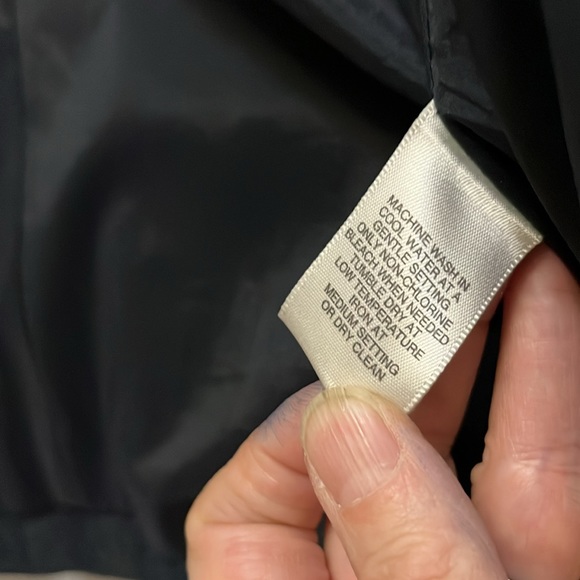 MACHINE WASH IN
COOL WATER AT A
GENTLE SETTING
ONLY NON-CHLORINE
BLEACH WHEN NEEDED
TUMBLE DRY AT
LOW TEMPERATURE
IRON AT
MEDIUM SETTING
OR DRY CLEAN